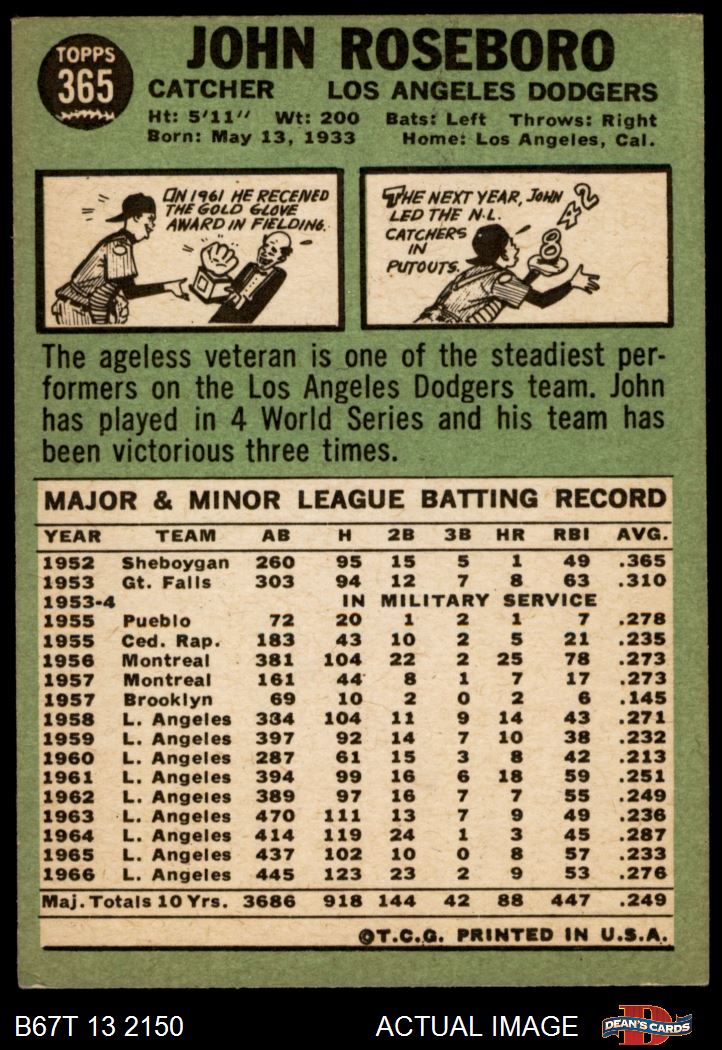 TOPPS
365
JOHN ROSEBORO
CATCHER LOS ANGELES DODGERS
Ht: 5'11" Wt: 200 Bats: Left Throws: Right
Born: May 13, 1933 Home: Los Angeles, Cal.
IN 1961 HE RECEIVED
THE GOLD GLOVE
AWARD IN FIELDING.
THE NEXT YEAR, JOHN
LED THE N.L.
CATCHERS
IN
PUTOUTS.
842
The ageless veteran is one of the steadiest per-
formers on the Los Angeles Dodgers team. John
has played in 4 World Series and his team has
been victorious three times.
MAJOR & MINOR LEAGUE BATTING RECORD
YEAR TEAM AB H 2B 3B HR RBI AVG.
1952 Sheboygan 260 95 15 5 1 49 .365
1953 Gt. Falls 303 94 12 7 8 63 .310
1953-4 IN MILITARY SERVICE
1955 Pueblo 72 20 1 2 1 7 .278
1955 Ced. Rap. 183 43 10 2 5 21 .235
1956 Montreal 381 104 22 2 25 78 .273
1957 Montreal 161 44 8 1 7 17 .273
1957 Brooklyn 69 10 2 0 2 6 .145
1958 L. Angeles 384 104 11 9 14 43 .271
1959 L. Angeles 397 92 14 7 10 38 .232
1960 L. Angeles 287 61 15 3 8 42 .213
1961 L. Angeles 394 99 16 6 18 59 .251
1962 L. Angeles 389 97 16 7 7 55 .249
1963 L. Angeles 470 111 13 7 9 49 .236
1964 L. Angeles 414 119 24 1 3 45 .287
1965 L. Angeles 437 102 10 0 8 57 .233
1966 L. Angeles 445 123 23 2 9 53 .276
Maj. Totals 10 Yrs. 3686 918 144 42 88 447 .249
©T.C.G. PRINTED IN U.S.A.
B67T 13 2150 ACTUAL IMAGE DEAN'S CARDS